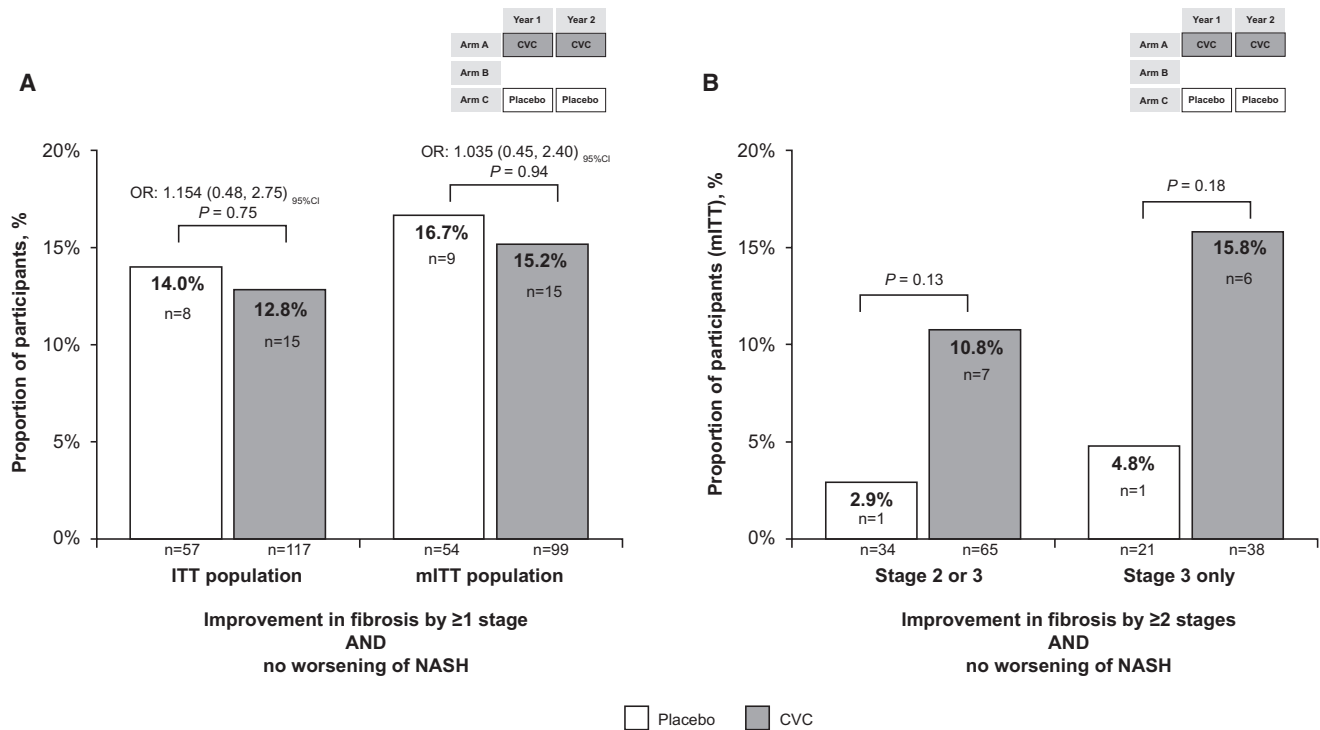 A
Year 1 Year 2
Arm A CVC CVC
Arm B
Arm C Placebo Placebo
Proportion of participants, %
20%
15%
10%
5%
0%
OR: 1.154 (0.48, 2.75) 95%CI
P = 0.75
OR: 1.035 (0.45, 2.40) 95%CI
P = 0.94
14.0%
n=8
12.8%
n=15
16.7%
n=9
15.2%
n=15
n=57 n=117 n=54 n=99
ITT population mITT population
Improvement in fibrosis by ≥1 stage
AND
no worsening of NASH
B
Year 1 Year 2
Arm A CVC CVC
Arm B
Arm C Placebo Placebo
Proportion of participants (mITT), %
20%
15%
10%
5%
0%
P = 0.13
P = 0.18
2.9%
n=1
10.8%
n=7
4.8%
n=1
15.8%
n=6
n=34 n=65 n=21 n=38
Stage 2 or 3 Stage 3 only
Improvement in fibrosis by ≥2 stages
AND
no worsening of NASH
Placebo CVC